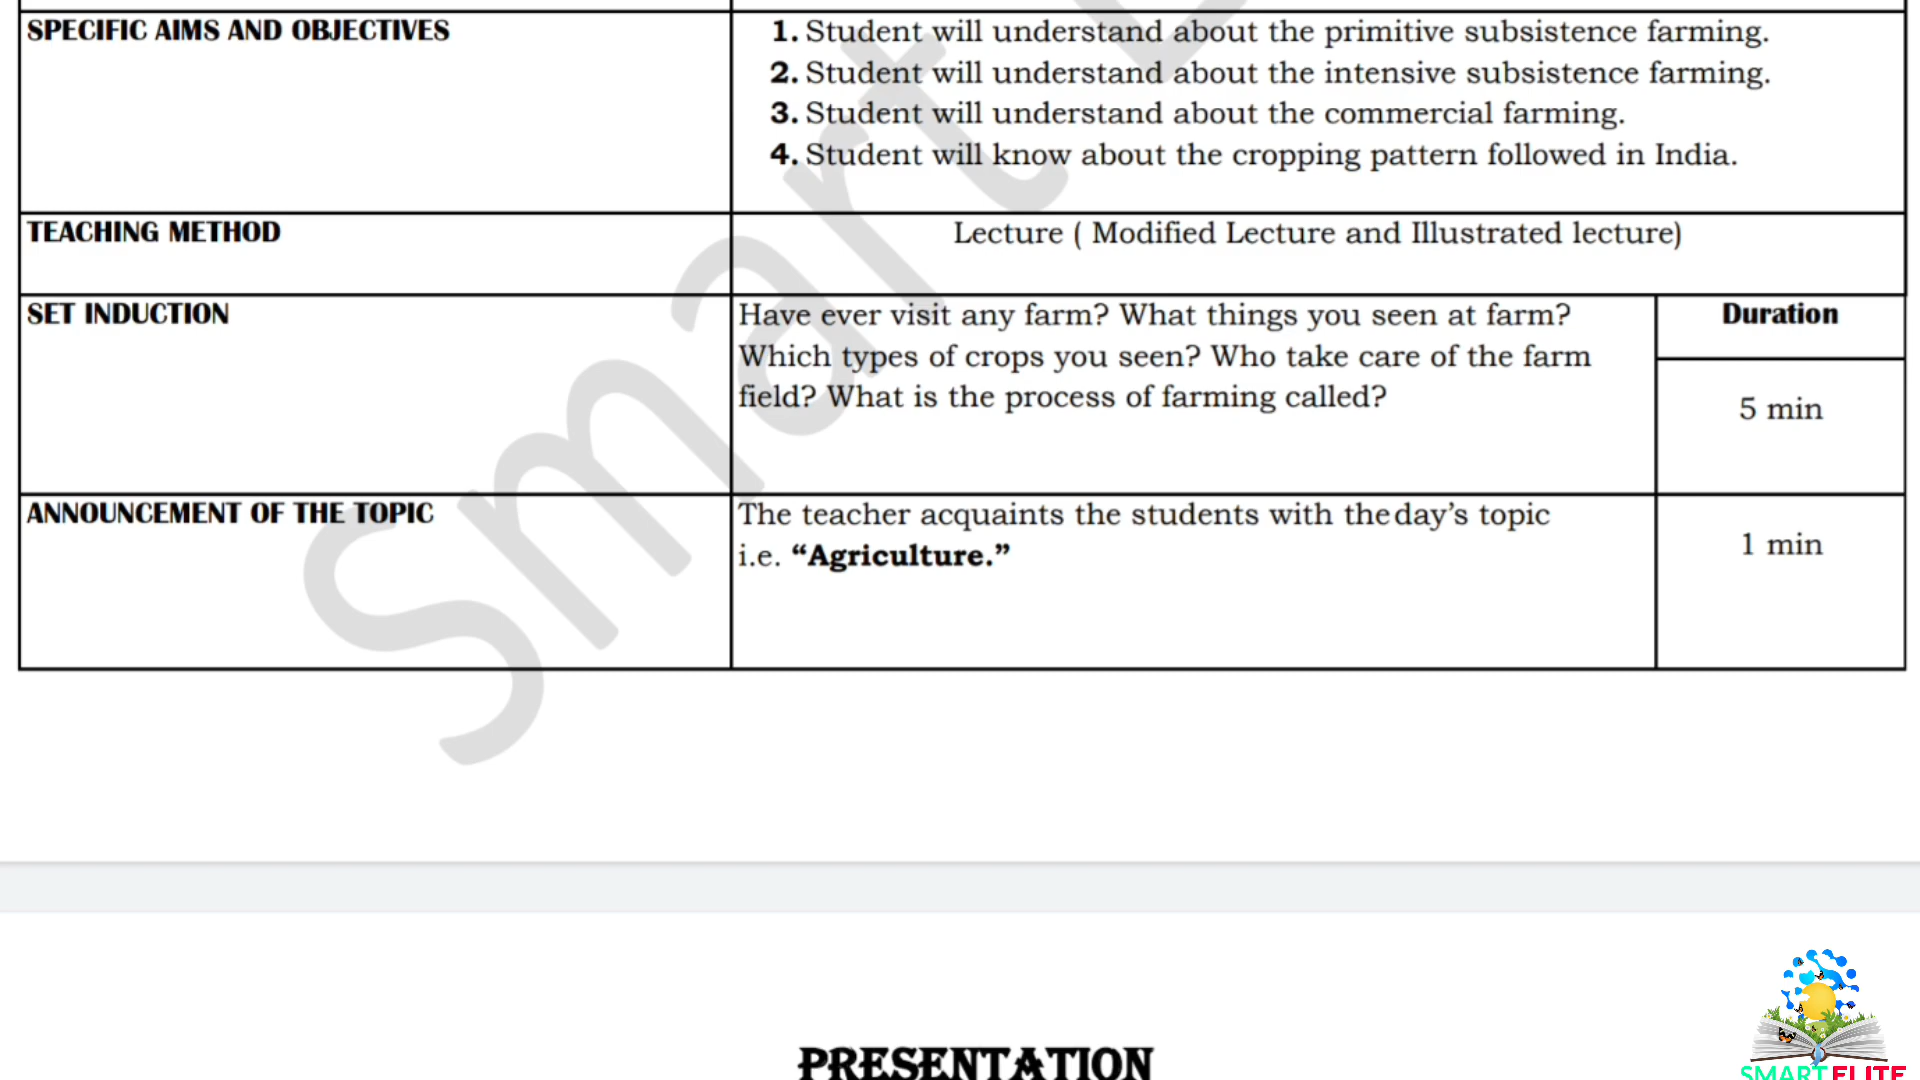 SPECIFIC AIMS AND OBJECTIVES
1. Student will understand about the primitive subsistence farming.
2. Student will understand about the intensive subsistence farming.
3. Student will understand about the commercial farming.
4. Student will know about the cropping pattern followed in India.
TEACHING METHOD
Lecture ( Modified Lecture and Illustrated lecture)
SET INDUCTION
Have ever visit any farm? What things you seen at farm?
Which types of crops you seen? Who take care of the farm
field? What is the process of farming called?
Duration
5 min
ANNOUNCEMENT OF THE TOPIC
The teacher acquaints the students with the day’s topic
i.e. “Agriculture.”
1 min
Smart
PRESENTATION
SMART ELITE